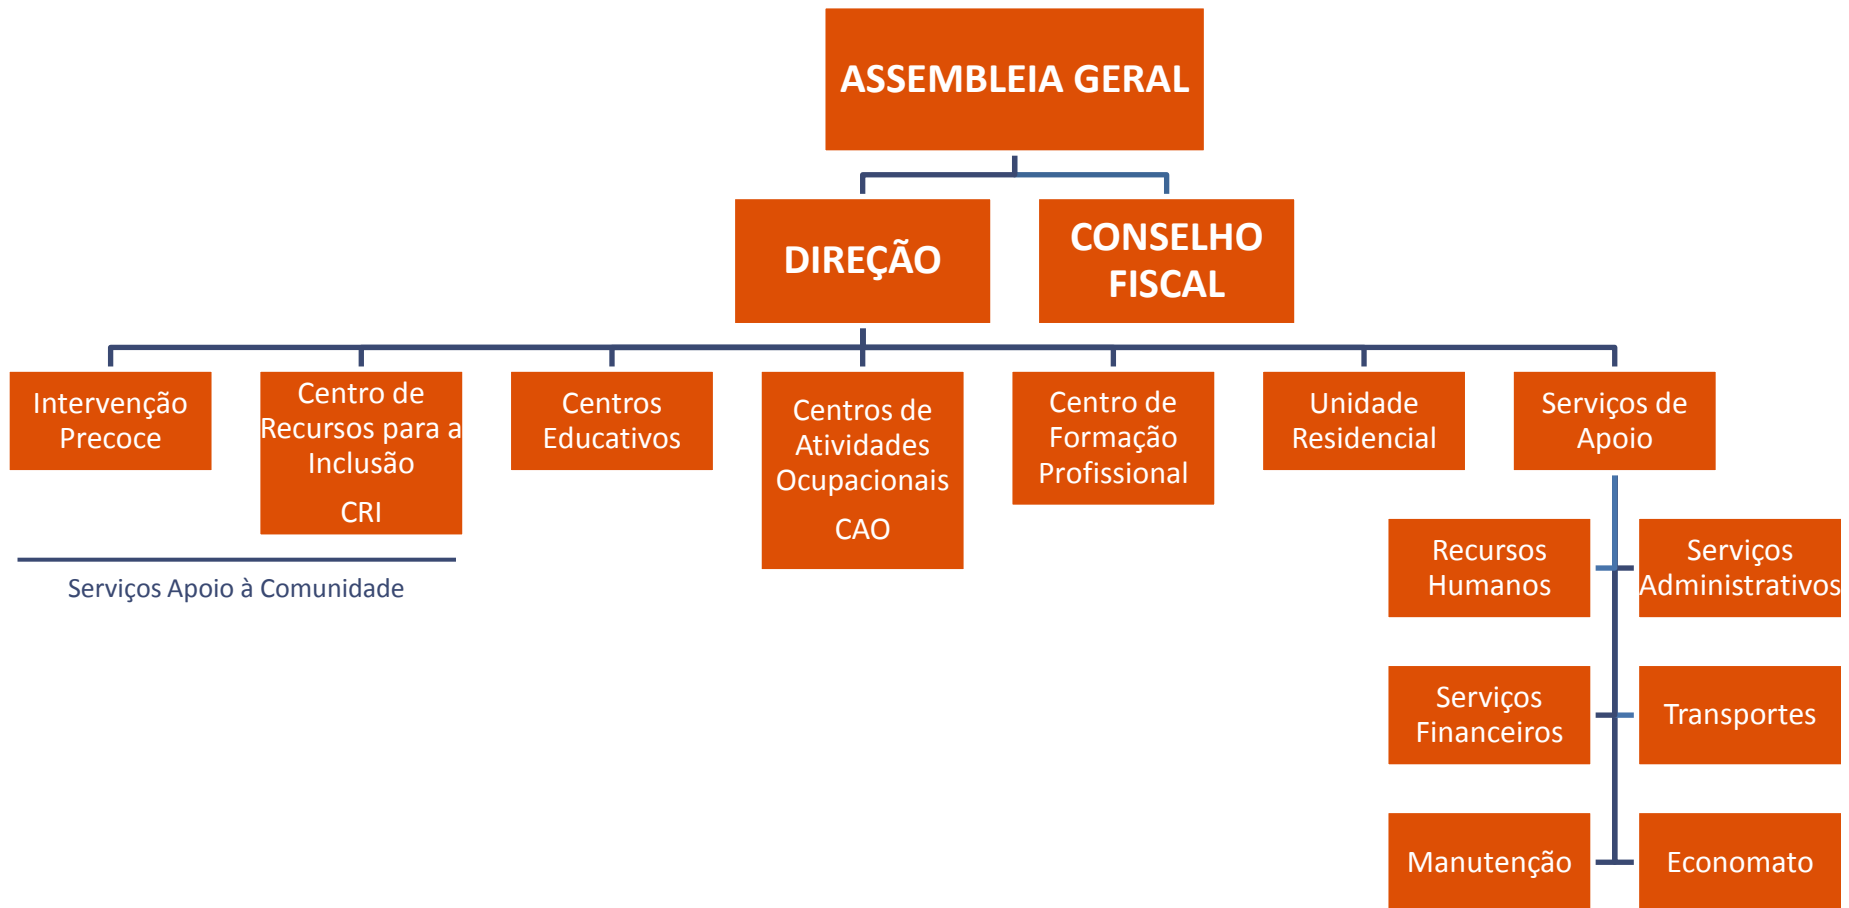 ASSEMBLEIA GERAL
DIREÇÃO
CONSELHO
FISCAL
Intervenção
Precoce
Centro de
Recursos para a
Inclusão
CRI
Centros
Educativos
Centros de
Atividades
Ocupacionais
CAO
Centro de
Formação
Profissional
Unidade
Residencial
Serviços de
Apoio
Serviços Apoio à Comunidade
Recursos
Humanos
Serviços
Administrativos
Serviços
Financeiros
Transportes
Manutenção
Economato